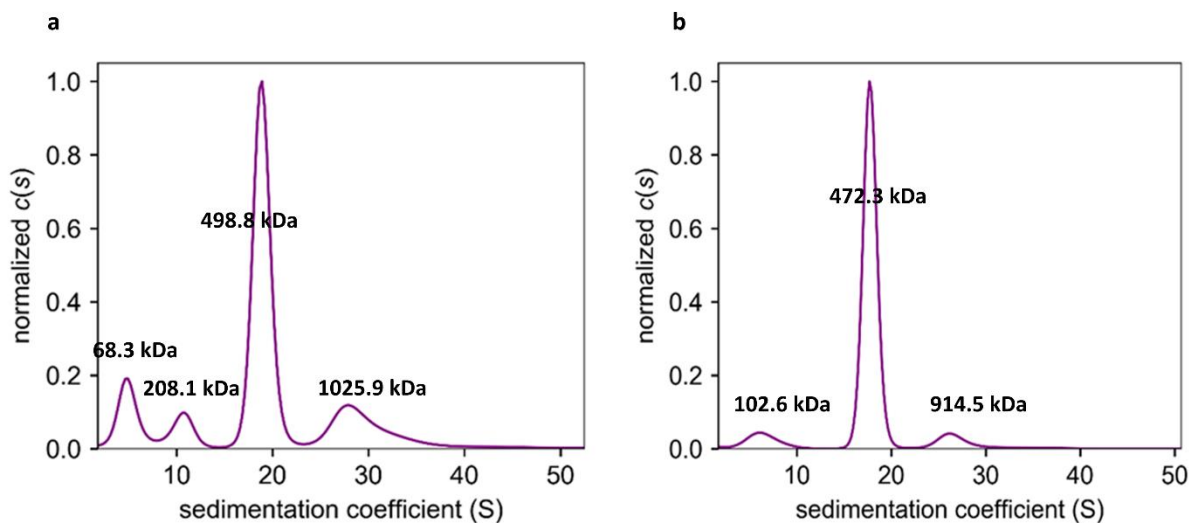 a
b
1.0
0.8
0.6
0.4
0.2
0.0
normalized c(s)
498.8 kDa
68.3 kDa
208.1 kDa
1025.9 kDa
10
20
30
40
50
sedimentation coefficient (S)
1.0
0.8
0.6
0.4
0.2
0.0
normalized c(s)
472.3 kDa
102.6 kDa
914.5 kDa
10
20
30
40
50
sedimentation coefficient (S)